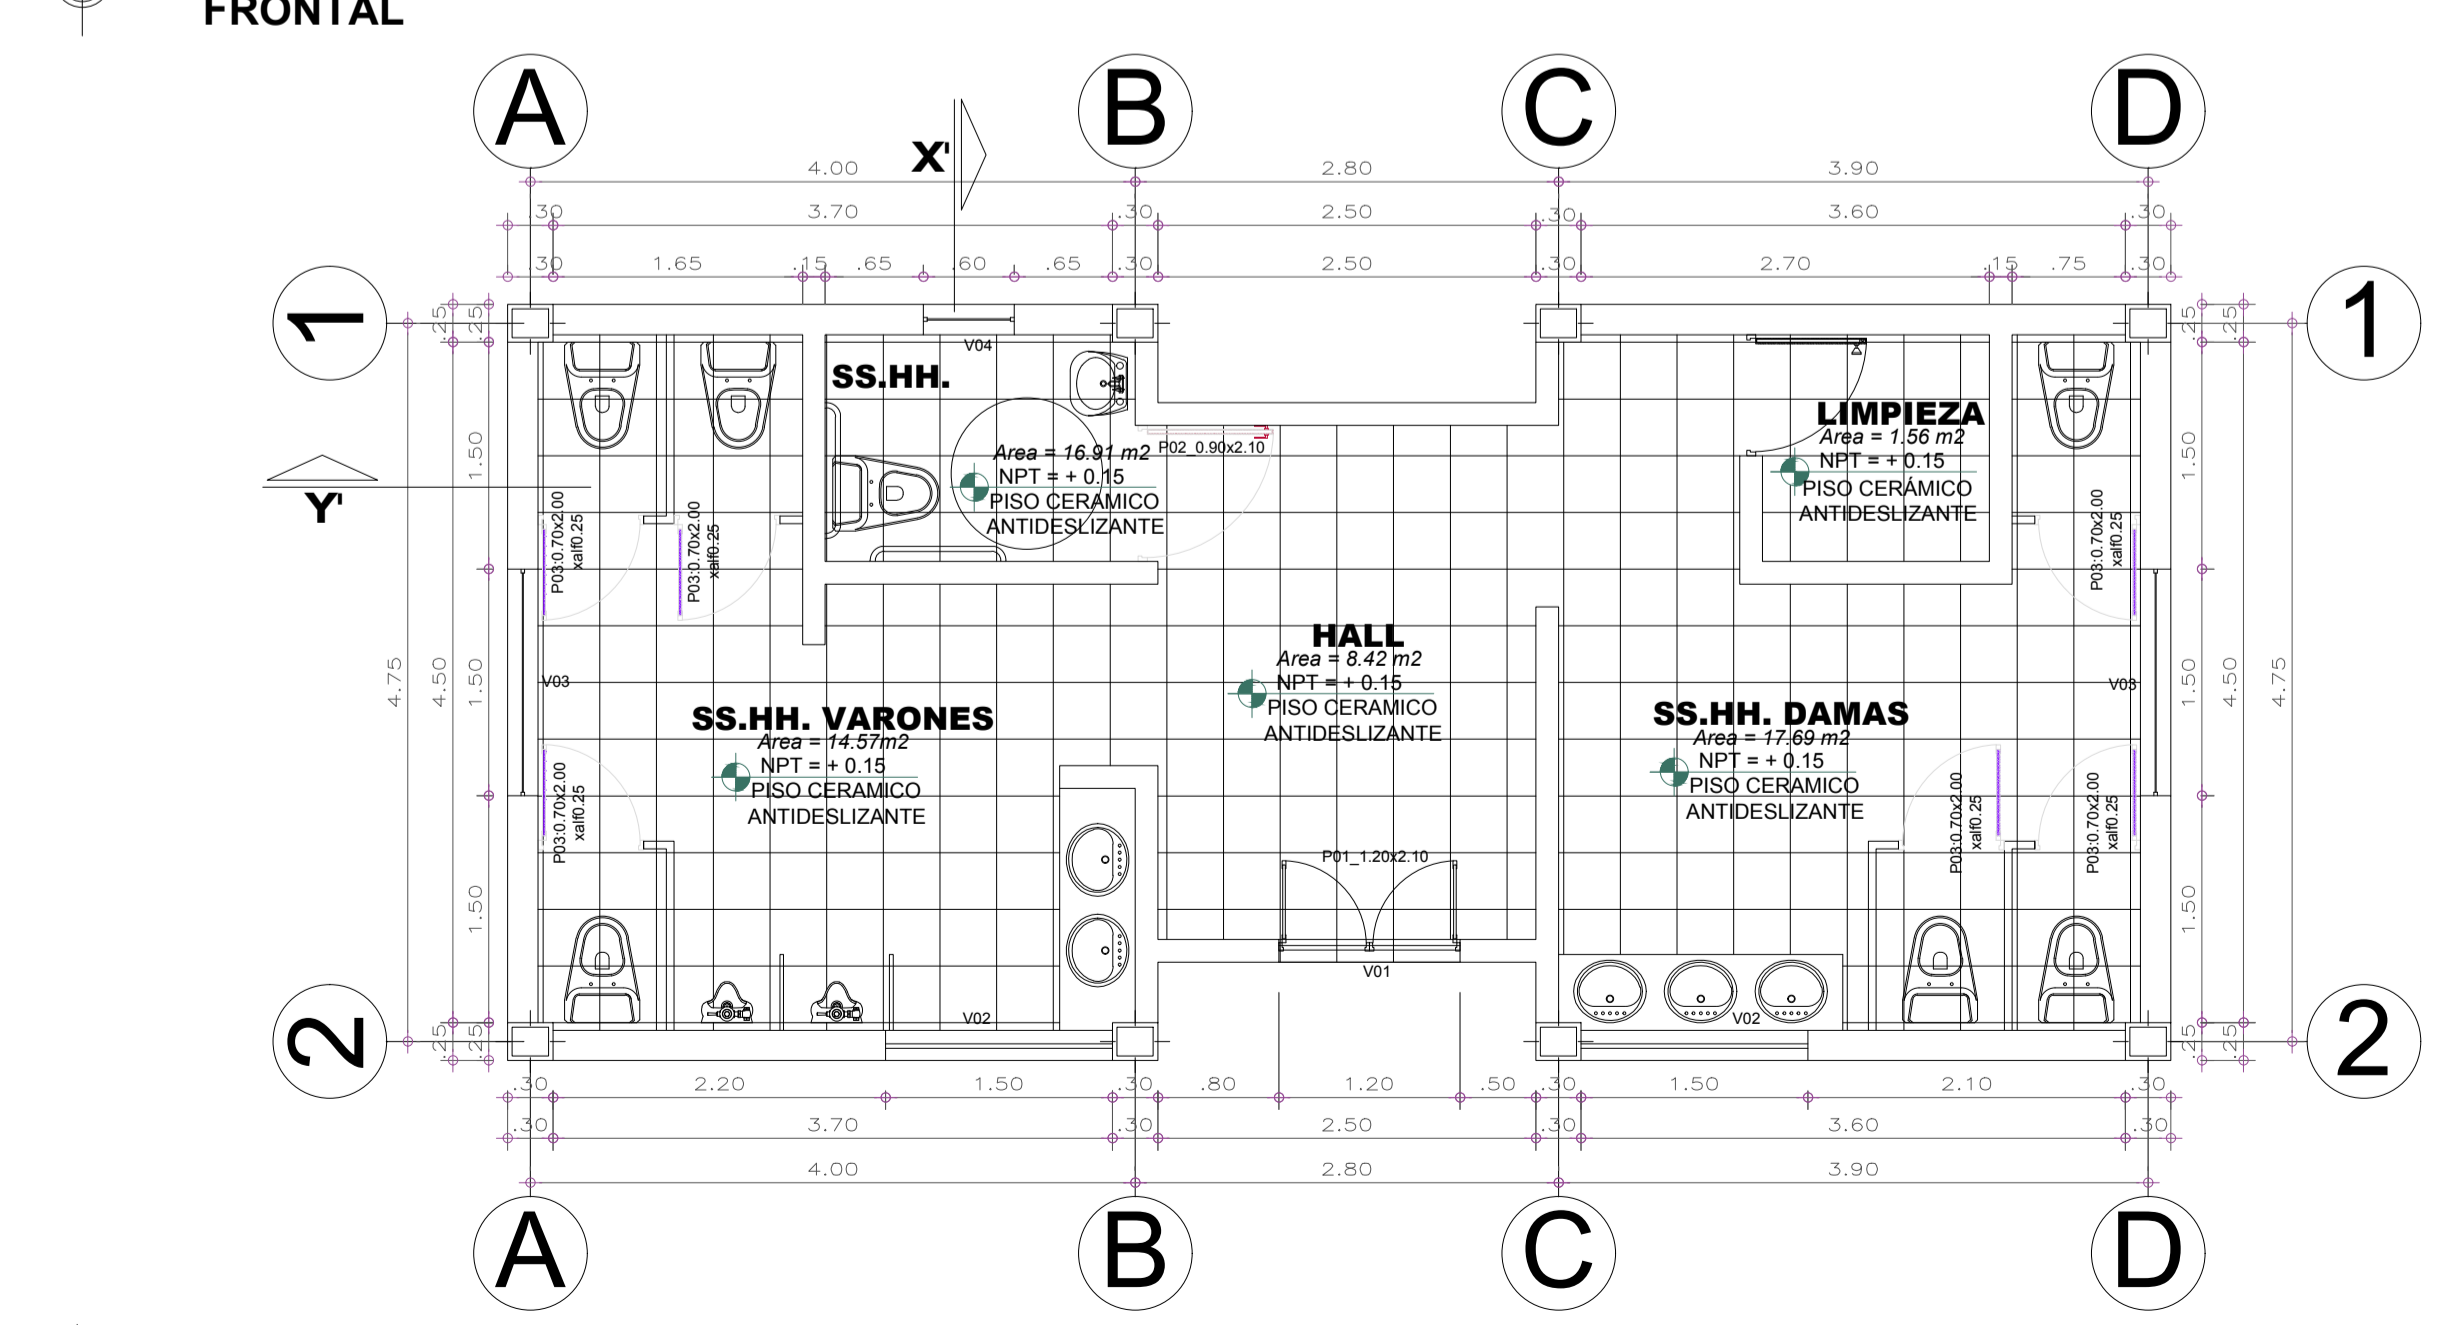 FRONTAL
A
B
C
D
X'
4.00
2.80
3.90
.30
3.70
.30
2.50
.30
3.60
.30
.30
1.65
.15
.65
.60
.65
.30
2.50
.30
2.70
.15
.75
.30
1
1
.25
.25
.25
.25
V04
SS.HH.
LIMPIEZA
Area = 1.56 m2
NPT = + 0.15
PISO CERÁMICO
ANTIDESLIZANTE
P02_0.90x2.10
Area = 16.91 m2
NPT = + 0.15
PISO CERAMICO
ANTIDESLIZANTE
1.50
1.50
Y'
P03:0.70x2.00
xalf0.25
P03:0.70x2.00
xalf0.25
P03:0.70x2.00
xalf0.25
HALL
Area = 8.42 m2
NPT = + 0.15
PISO CERAMICO
ANTIDESLIZANTE
4.75
4.50
1.50
V03
V03
1.50
4.50
4.75
SS.HH. VARONES
Area = 14.57m2
NPT = + 0.15
PISO CERAMICO
ANTIDESLIZANTE
SS.HH. DAMAS
Area = 17.69 m2
NPT = + 0.15
PISO CERAMICO
ANTIDESLIZANTE
P03:0.70x2.00
xalf0.25
P03:0.70x2.00
xalf0.25
P03:0.70x2.00
xalf0.25
P01_1.20x2.10
1.50
1.50
V01
V02
V02
2
2
.25
.25
.25
.25
.30
2.20
1.50
.30
.80
1.20
.50
.30
1.50
2.10
.30
.30
3.70
.30
2.50
.30
3.60
.30
4.00
2.80
3.90
A
B
C
D